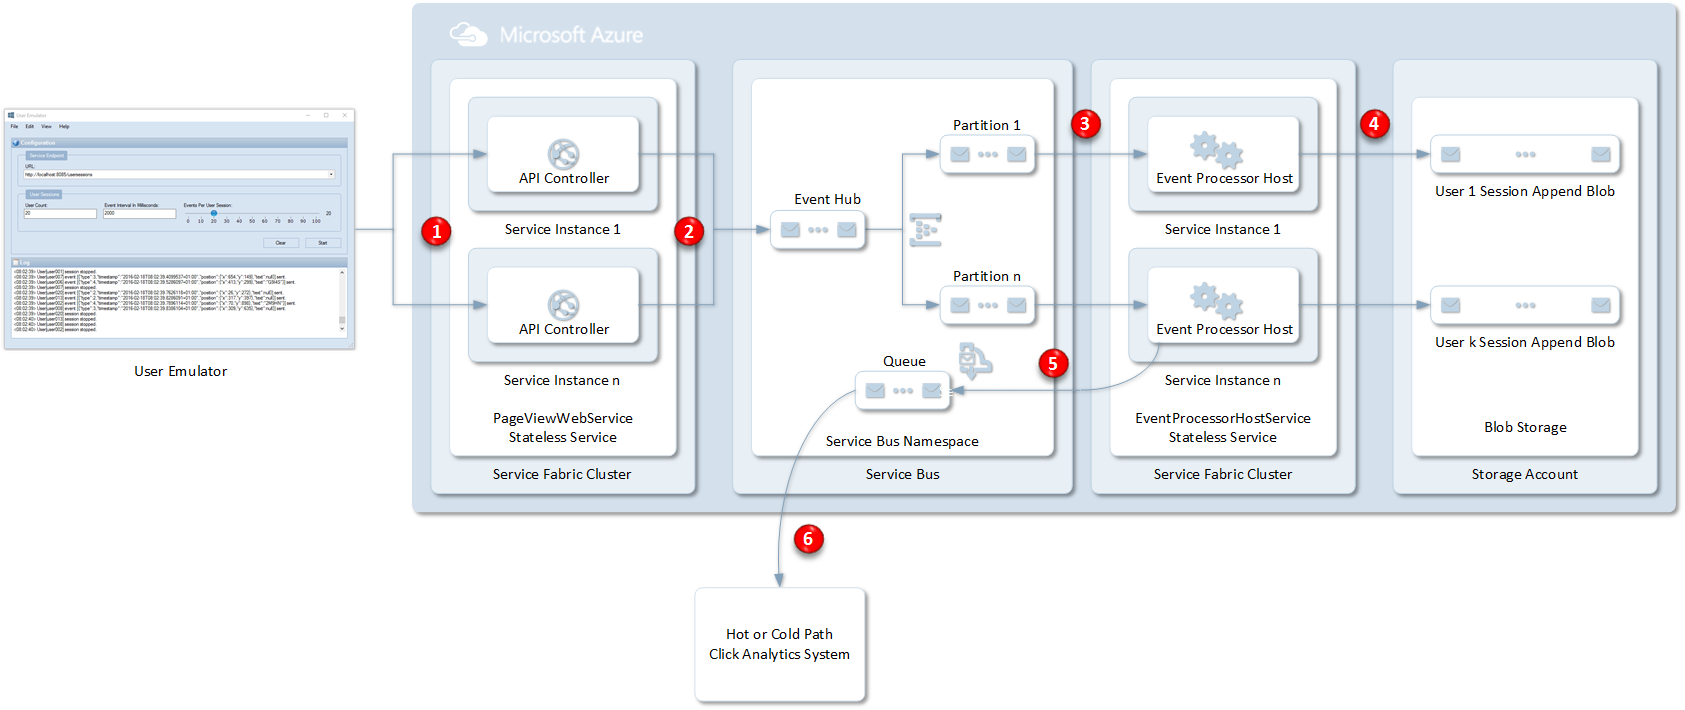 Microsoft Azure
User Emulator
File Edit View Help
Configuration
Service Endpoint
URL:
http://localhost:8085/usersessions
User Sessions
User Count:
20
Event Interval In Milliseconds:
2000
Events Per User Session:
0 10 20 30 40 50 60 70 80 90 100
20
Clear
Start
Log
User Emulator
1
API Controller
Service Instance 1
API Controller
Service Instance n
PageViewWebService
Stateless Service
Service Fabric Cluster
2
Event Hub
Partition 1
Partition n
Queue
Service Bus Namespace
Service Bus
3
Event Processor Host
Service Instance 1
Event Processor Host
Service Instance n
EventProcessorHostService
Stateless Service
Service Fabric Cluster
4
User 1 Session Append Blob
User k Session Append Blob
Blob Storage
Storage Account
5
6
Hot or Cold Path
Click Analytics System